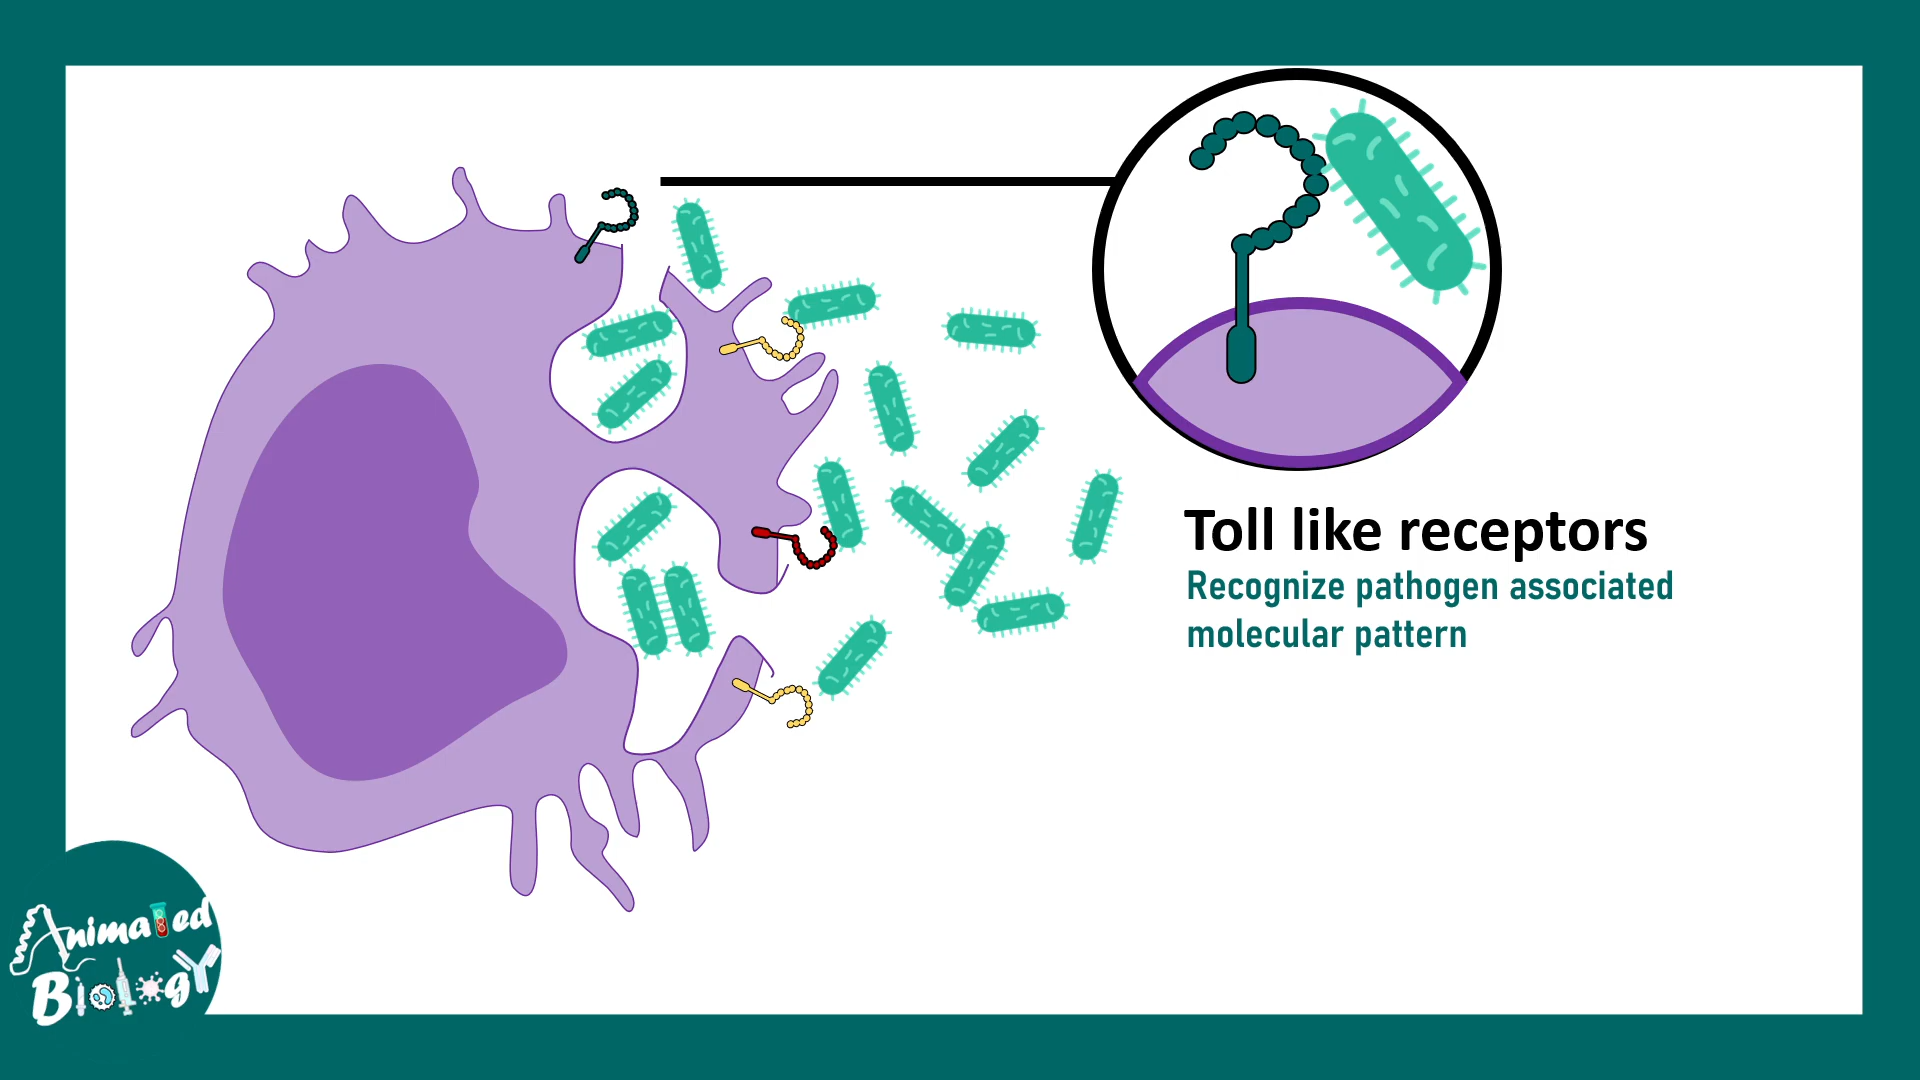 Toll like receptors
Recognize pathogen associated
molecular pattern
Animated
Biology